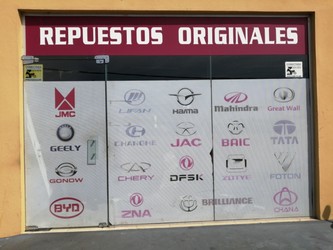 REPUESTOS ORIGINALES
JMC
GEELY
GONOW
BYD
LIFAN
HAIMA
Mahindra
Great Wall
CHANGHE
JAC
BAIC
TATA
CHERY
DFSK
ZOTYE
FOTON
ZNA
BRILLIANCE